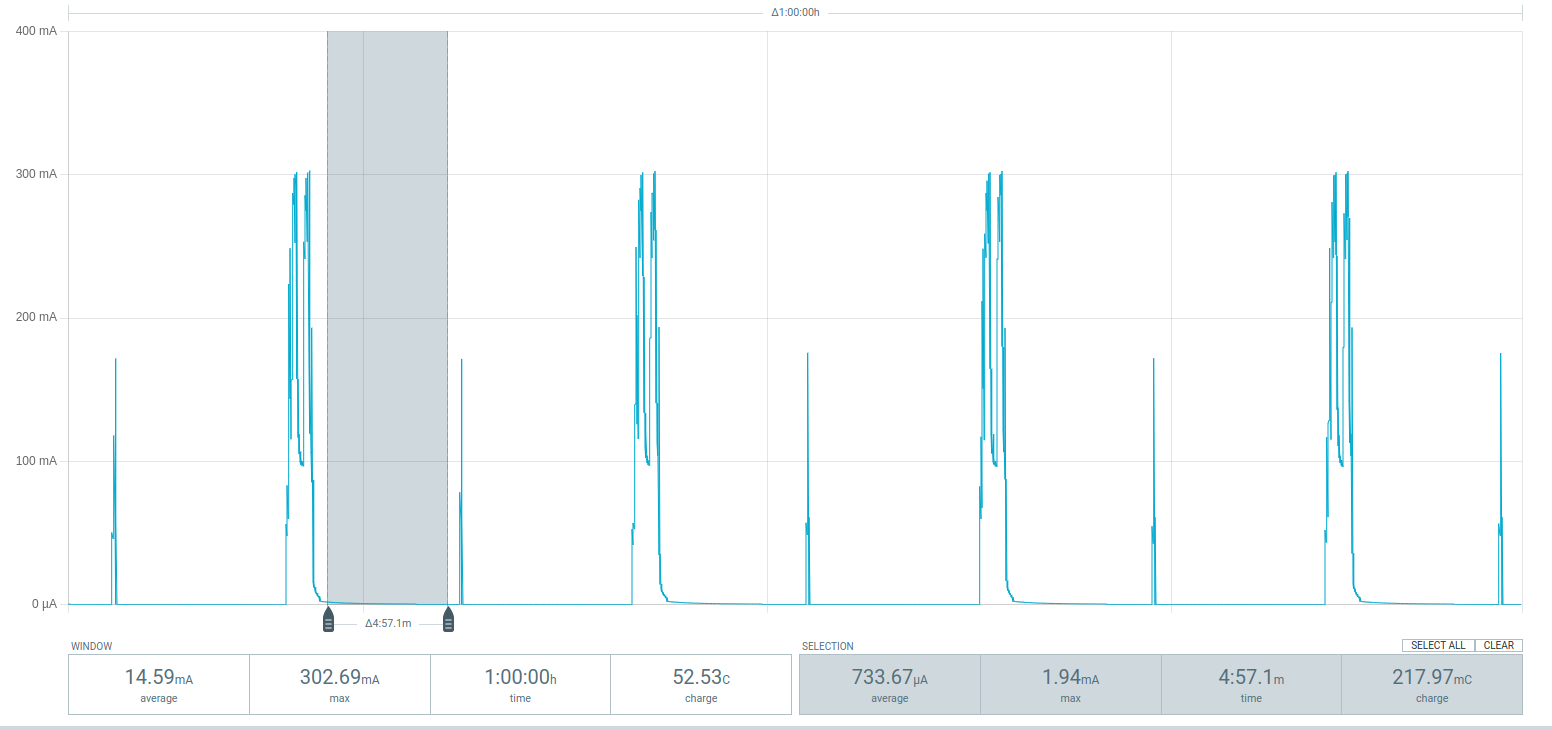 Δ1:00:00h
400 mA
300 mA
200 mA
100 mA
0 µA
Δ4:57.1m
WINDOW
14.59mA
average
302.69mA
max
1:00:00h
time
52.53C
charge
SELECTION
SELECT ALL
CLEAR
733.67µA
average
1.94mA
max
4:57.1m
time
217.97mC
charge